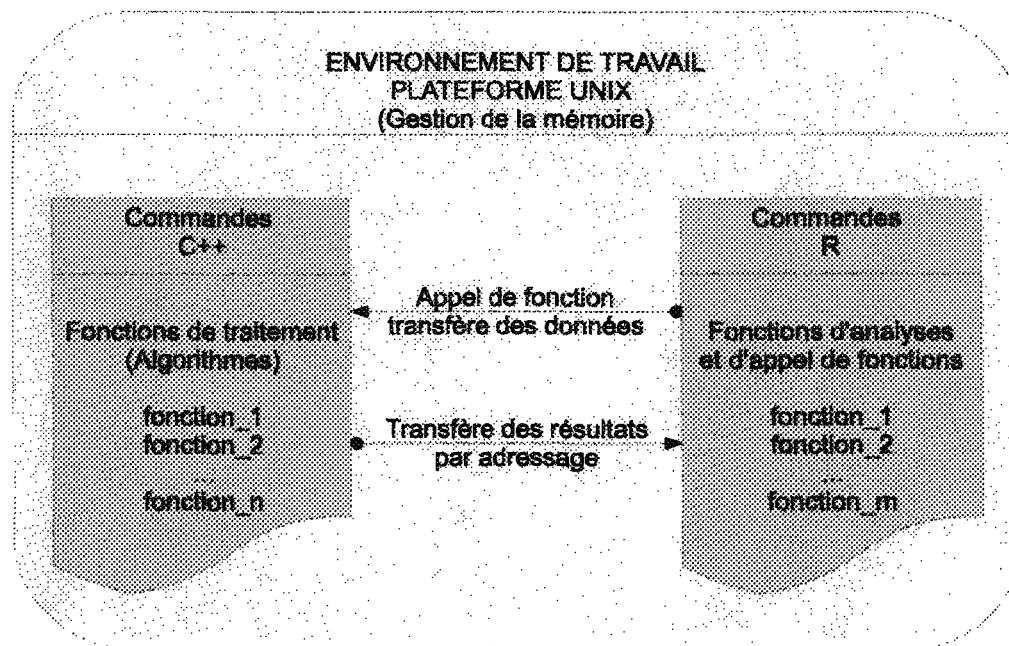 ENVIRONNEMENT DE TRAVAIL
PLATEFORME UNIX
(Gestion de la mémoire)
Commandes
C++
Fonctions de traitement
(Algorithmes)
fonction_1
fonction_2
...
fonction_n
Appel de fonction
transfère des données
Transfère des résultats
par adressage
Commandes
R
Fonctions d'analyses
et d'appel de fonctions
fonction_1
fonction_2
...
fonction_m